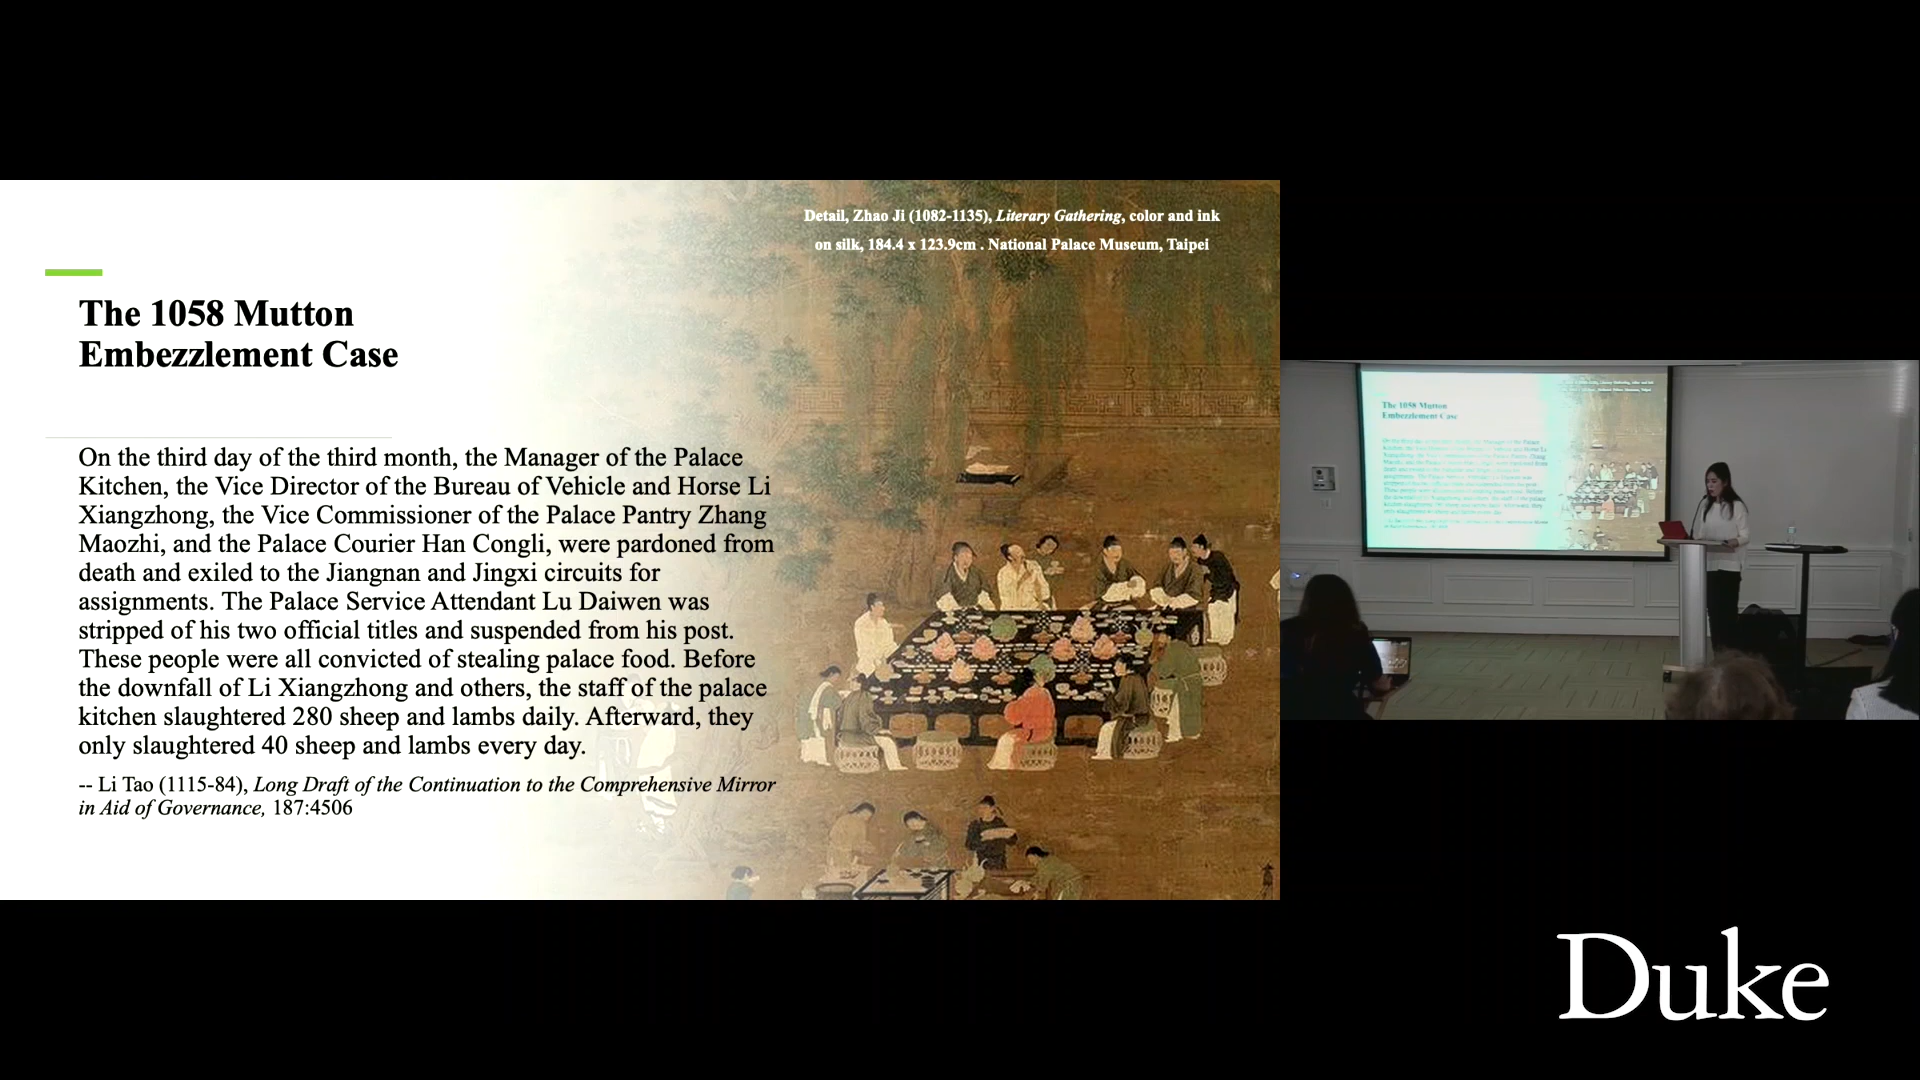 Detail, Zhao Ji (1082-1135), Literary Gathering, color and ink
on silk, 184.4 x 123.9cm . National Palace Museum, Taipei
The 1058 Mutton
Embezzlement Case
On the third day of the third month, the Manager of the Palace
Kitchen, the Vice Director of the Bureau of Vehicle and Horse Li
Xiangzhong, the Vice Commissioner of the Palace Pantry Zhang
Maozhi, and the Palace Courier Han Congli, were pardoned from
death and exiled to the Jiangnan and Jingxi circuits for
assignments. The Palace Service Attendant Lu Daiwen was
stripped of his two official titles and suspended from his post.
These people were all convicted of stealing palace food. Before
the downfall of Li Xiangzhong and others, the staff of the palace
kitchen slaughtered 280 sheep and lambs daily. Afterward, they
only slaughtered 40 sheep and lambs every day.
-- Li Tao (1115-84), Long Draft of the Continuation to the Comprehensive Mirror
in Aid of Governance, 187:4506
The 1058 Mutton
Embezzlement Case
Duke